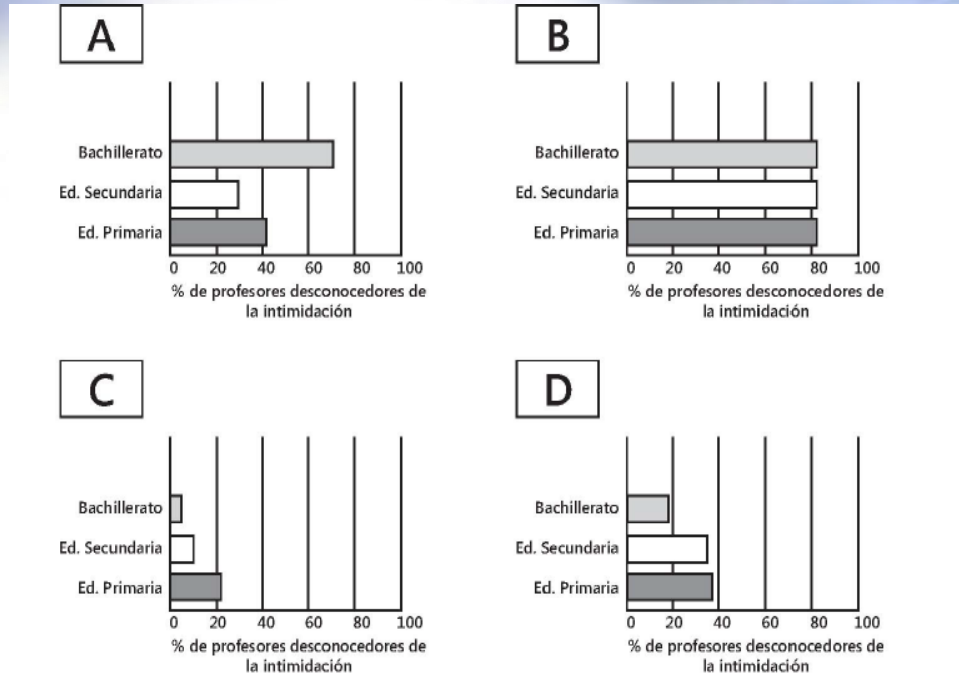 A
Bachillerato
Ed. Secundaria
Ed. Primaria
0 20 40 60 80 100
% de profesores desconocedores de
la intimidación
B
Bachillerato
Ed. Secundaria
Ed. Primaria
0 20 40 60 80 100
% de profesores desconocedores de
la intimidación
C
Bachillerato
Ed. Secundaria
Ed. Primaria
0 20 40 60 80 100
% de profesores desconocedores de
la intimidación
D
Bachillerato
Ed. Secundaria
Ed. Primaria
0 20 40 60 80 100
% de profesores desconocedores de
la intimidación